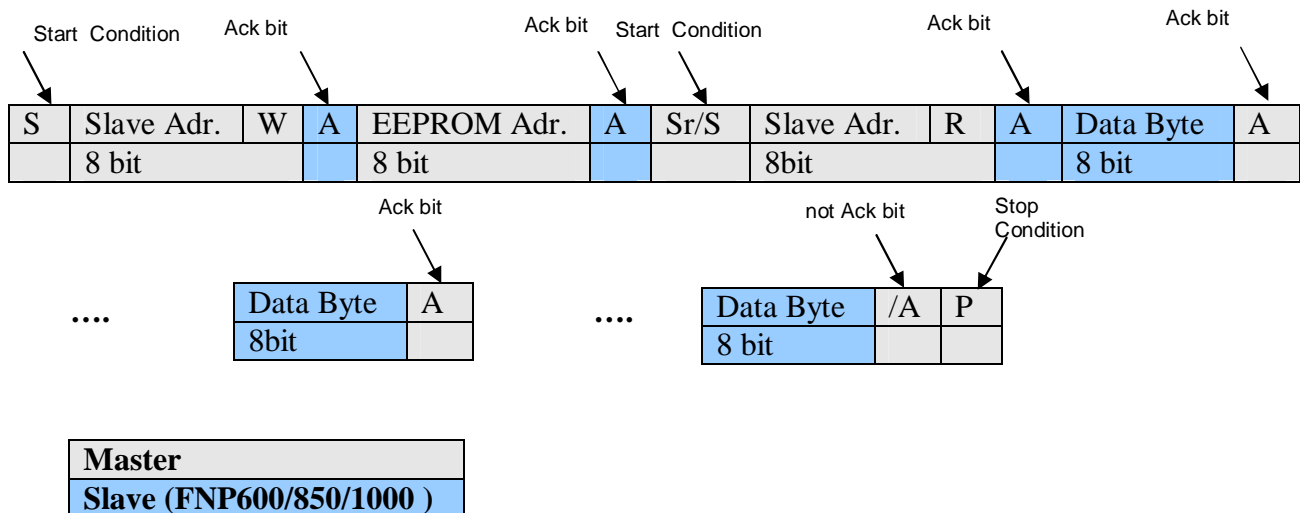 Start Condition Ack bit Ack bit Start Condition Ack bit Ack bit
S Slave Adr. W A EEPROM Adr. A Sr/S Slave Adr. R A Data Byte A
8 bit 8 bit 8bit 8 bit
Ack bit not Ack bit Stop
Condition
.... Data Byte A .... Data Byte /A P
8bit 8 bit
Master
Slave (FNP600/850/1000 )